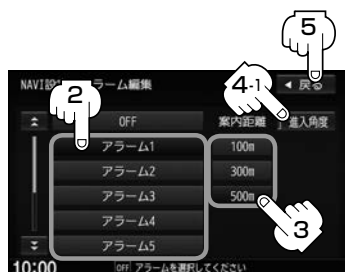 5
2
4-1
NAVI設 ラーム編集
◀ 戻る
OFF
案内距離
進入角度
アラーム1
100m
アラーム2
300m
アラーム3
500m
3
アラーム4
アラーム5
10:00
OFF アラームを選択してください